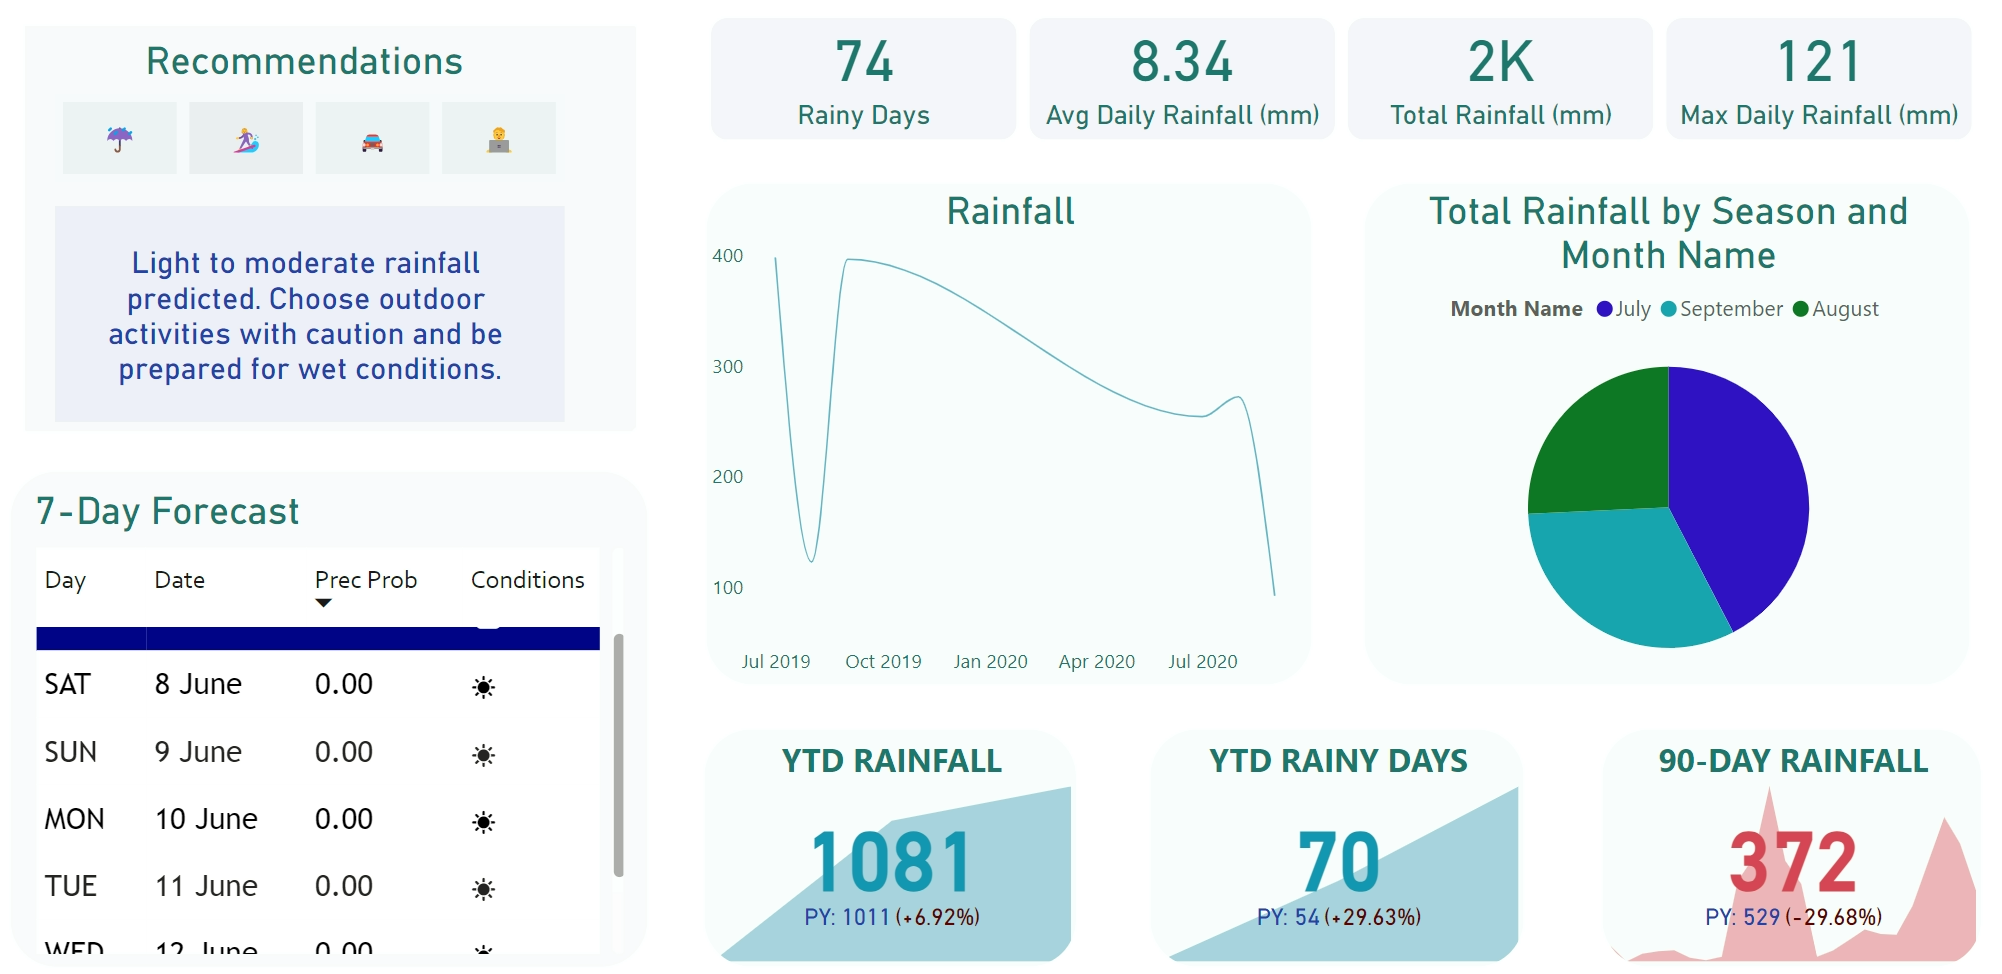 Recommendations
Light to moderate rainfall
predicted. Choose outdoor
activities with caution and be
prepared for wet conditions.
7-Day Forecast
Day Date Prec Prob Conditions
SAT 8 June 0.00
SUN 9 June 0.00
MON 10 June 0.00
TUE 11 June 0.00
WED 12 June 0.00
74
Rainy Days
8.34
Avg Daily Rainfall (mm)
2K
Total Rainfall (mm)
121
Max Daily Rainfall (mm)
Rainfall
400
300
200
100
Jul 2019 Oct 2019 Jan 2020 Apr 2020 Jul 2020
Total Rainfall by Season and
Month Name
Month Name July September August
YTD RAINFALL
1081
PY: 1011 (+6.92%)
YTD RAINY DAYS
70
PY: 54 (+29.63%)
90-DAY RAINFALL
372
PY: 529 (-29.68%)